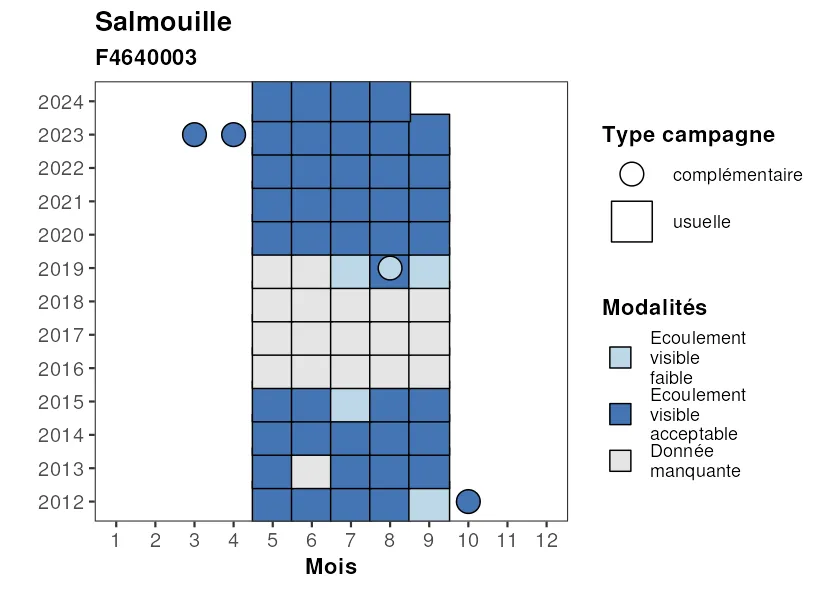 Salmouille
F4640003
2024
2023
2022
2021
2020
2019
2018
2017
2016
2015
2014
2013
2012
1 2 3 4 5 6 7 8 9 10 11 12
Mois
Type campagne
complémentaire
usuelle
Modalités
Ecoulement
visible
faible
Ecoulement
visible
acceptable
Donnée
manquante